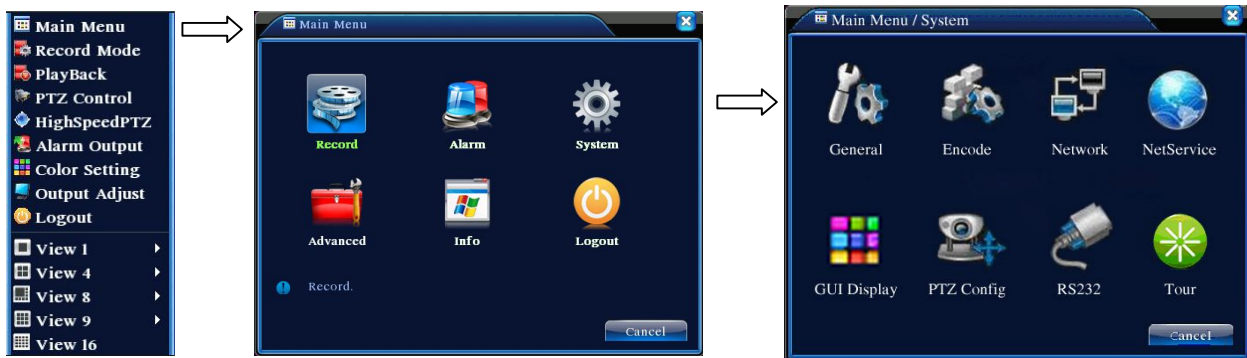 Main Menu
Record Mode
PlayBack
PTZ Control
HighSpeedPTZ
Alarm Output
Color Setting
Output Adjust
Logout
View 1
View 4
View 8
View 9
View 16
Main Menu
Record
Alarm
System
Advanced
Info
Logout
Record.
Cancel
Main Menu / System
General
Encode
Network
NetService
GUI Display
PTZ Config
RS232
Tour
Cancel